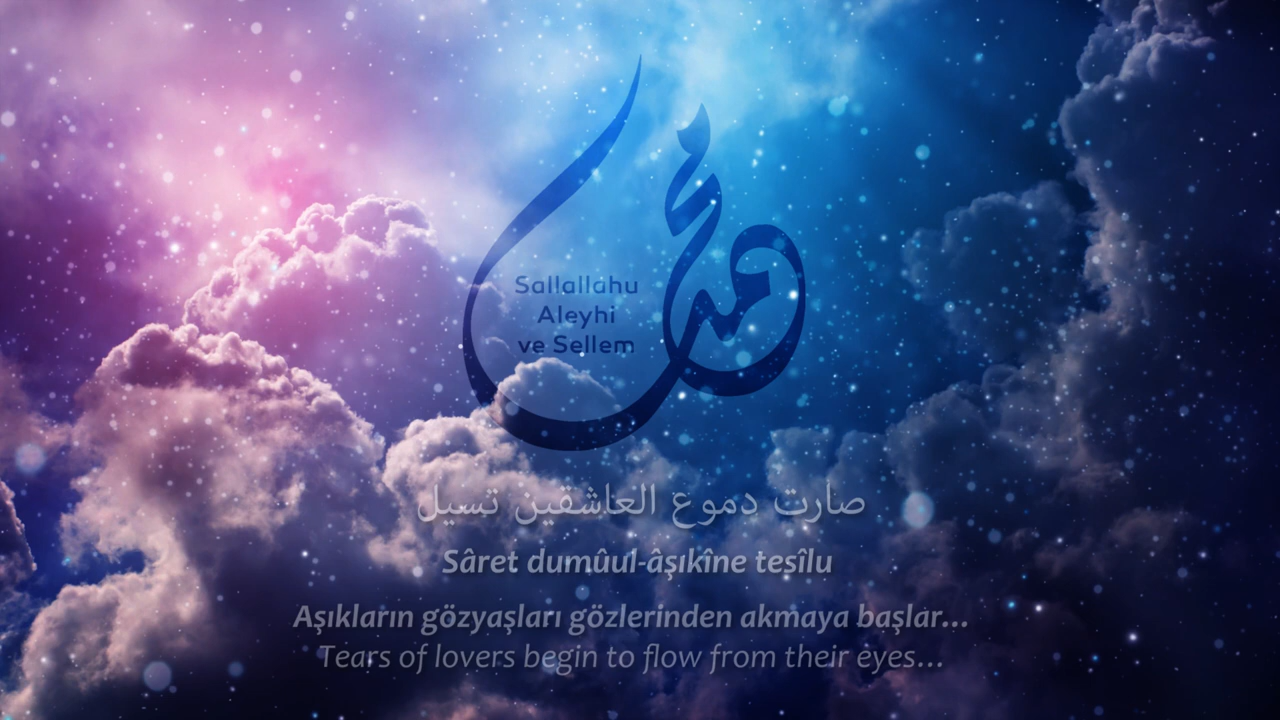 محمد
Sallallahu
Aleyhi
ve Sellem
صارت دموع العاشقين تسيل
Sâret dumûul-âşıkîne tesîlu
Aşıkların gözyaşları gözlerinden akmaya başlar...
Tears of lovers begin to flow from their eyes...